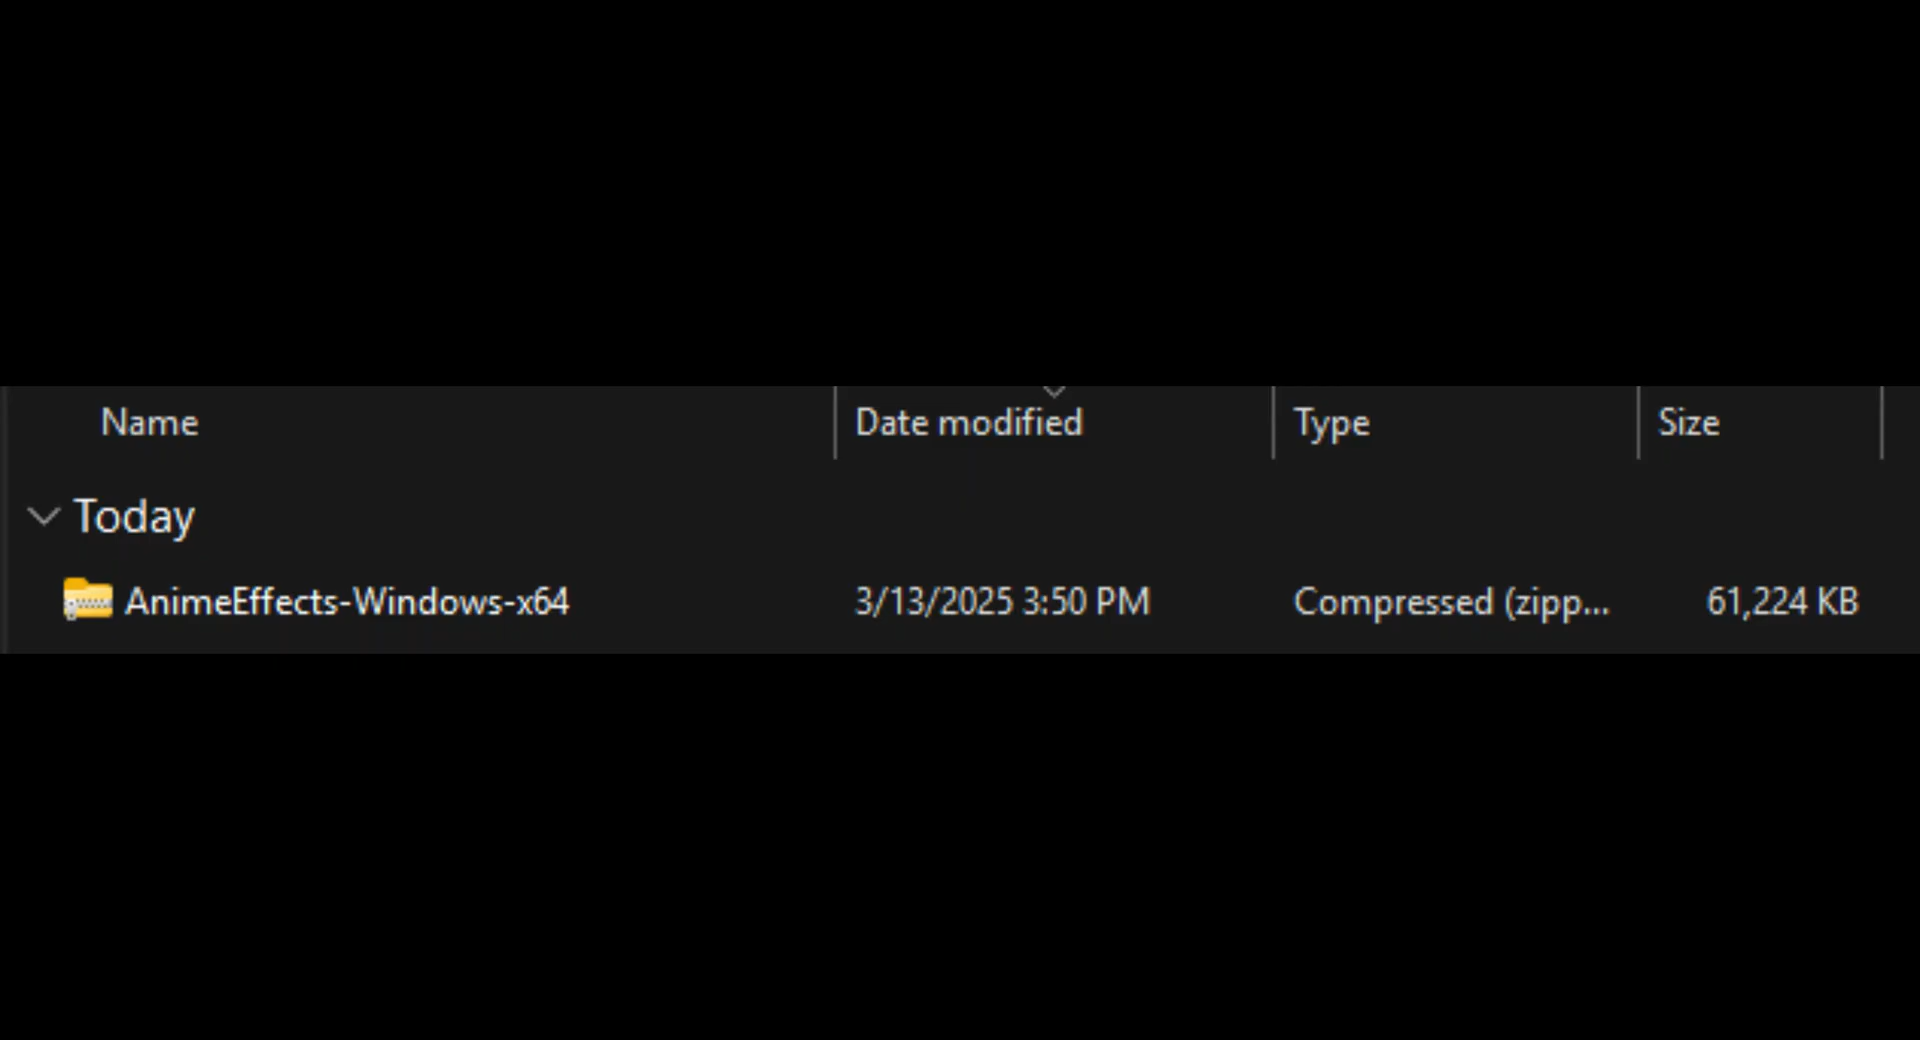 Name Date modified Type Size
Today
AnimeEffects-Windows-x64 3/13/2025 3:50 PM Compressed (zipp... 61,224 KB